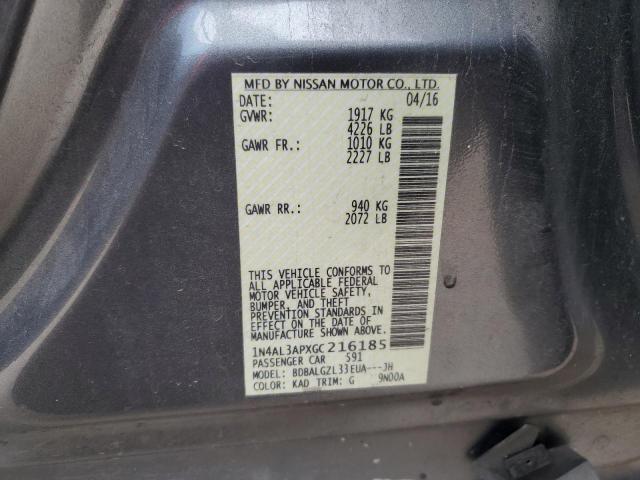 MFD BY NISSAN MOTOR CO., LTD.
DATE: 04/16
GVWR: 1917 KG
4226 LB
GAWR FR.: 1010 KG
2227 LB
GAWR RR.: 940 KG
2072 LB
THIS VEHICLE CONFORMS TO
ALL APPLICABLE FEDERAL
MOTOR VEHICLE SAFETY,
BUMPER, AND THEFT
PREVENTION STANDARDS IN
EFFECT ON THE DATE OF
MANUFACTURE SHOWN ABOVE.
1N4AL3APXGC216185
PASSENGER CAR S91
MODEL: BDBALGZL33EUA---JH
COLOR: KAD TRIM: G 9N00A